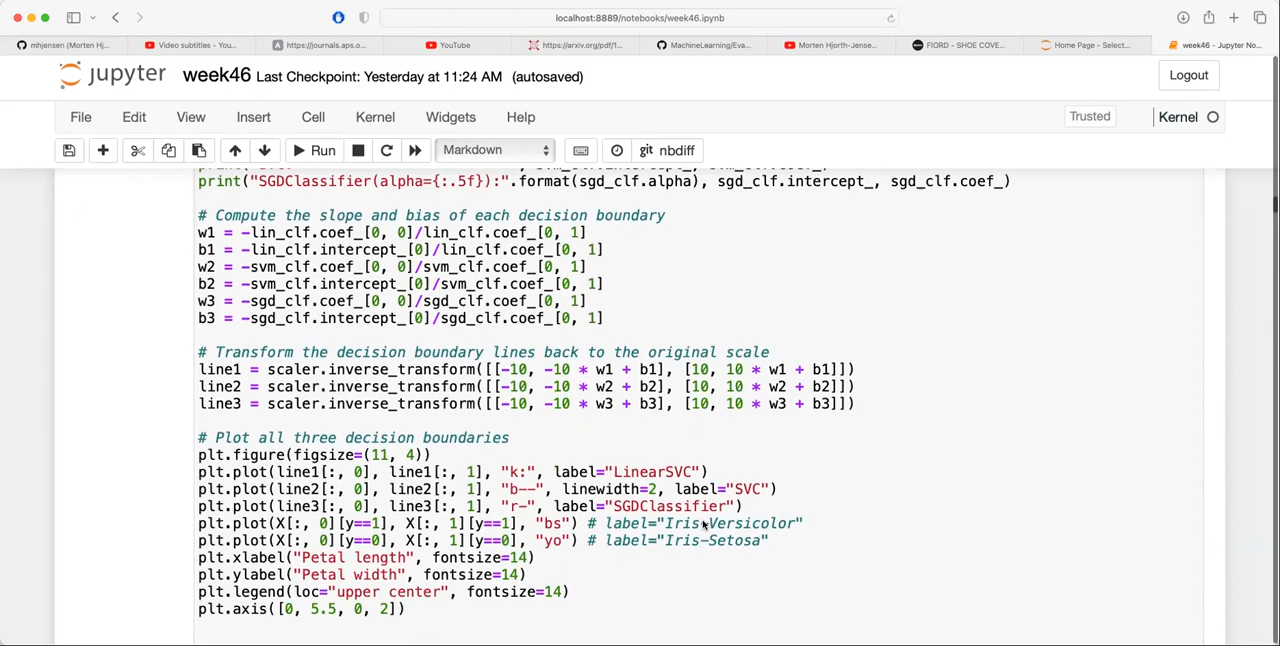 localhost:8889/notebooks/week46.ipynb
mhjensen (Morten Hj... Video subtitles - You... https://journals.aps.o... YouTube https://arxiv.org/pdf/1... MachineLearning/Eva... Morten Hjorth-Jense... FIORD - SHOE COVE... Home Page - Select... week46 - Jupyter No...
jupyter week46 Last Checkpoint: Yesterday at 11:24 AM (autosaved) Logout
File Edit View Insert Cell Kernel Widgets Help Trusted Kernel
Run Markdown git nbdiff
print("SGDClassifier(alpha={:.5f}):".format(sgd_clf.alpha), sgd_clf.intercept_, sgd_clf.coef_)
# Compute the slope and bias of each decision boundary
w1 = -lin_clf.coef_[0, 0]/lin_clf.coef_[0, 1]
b1 = -lin_clf.intercept_[0]/lin_clf.coef_[0, 1]
w2 = -svm_clf.coef_[0, 0]/svm_clf.coef_[0, 1]
b2 = -svm_clf.intercept_[0]/svm_clf.coef_[0, 1]
w3 = -sgd_clf.coef_[0, 0]/sgd_clf.coef_[0, 1]
b3 = -sgd_clf.intercept_[0]/sgd_clf.coef_[0, 1]
# Transform the decision boundary lines back to the original scale
line1 = scaler.inverse_transform([[-10, -10 * w1 + b1], [10, 10 * w1 + b1]])
line2 = scaler.inverse_transform([[-10, -10 * w2 + b2], [10, 10 * w2 + b2]])
line3 = scaler.inverse_transform([[-10, -10 * w3 + b3], [10, 10 * w3 + b3]])
# Plot all three decision boundaries
plt.figure(figsize=(11, 4))
plt.plot(line1[:, 0], line1[:, 1], "k:", label="LinearSVC")
plt.plot(line2[:, 0], line2[:, 1], "b--", linewidth=2, label="SVC")
plt.plot(line3[:, 0], line3[:, 1], "r-", label="SGDClassifier")
plt.plot(X[:, 0][y==1], X[:, 1][y==1], "bs") # label="Iris-Versicolor"
plt.plot(X[:, 0][y==0], X[:, 1][y==0], "yo") # label="Iris-Setosa"
plt.xlabel("Petal length", fontsize=14)
plt.ylabel("Petal width", fontsize=14)
plt.legend(loc="upper center", fontsize=14)
plt.axis([0, 5.5, 0, 2])